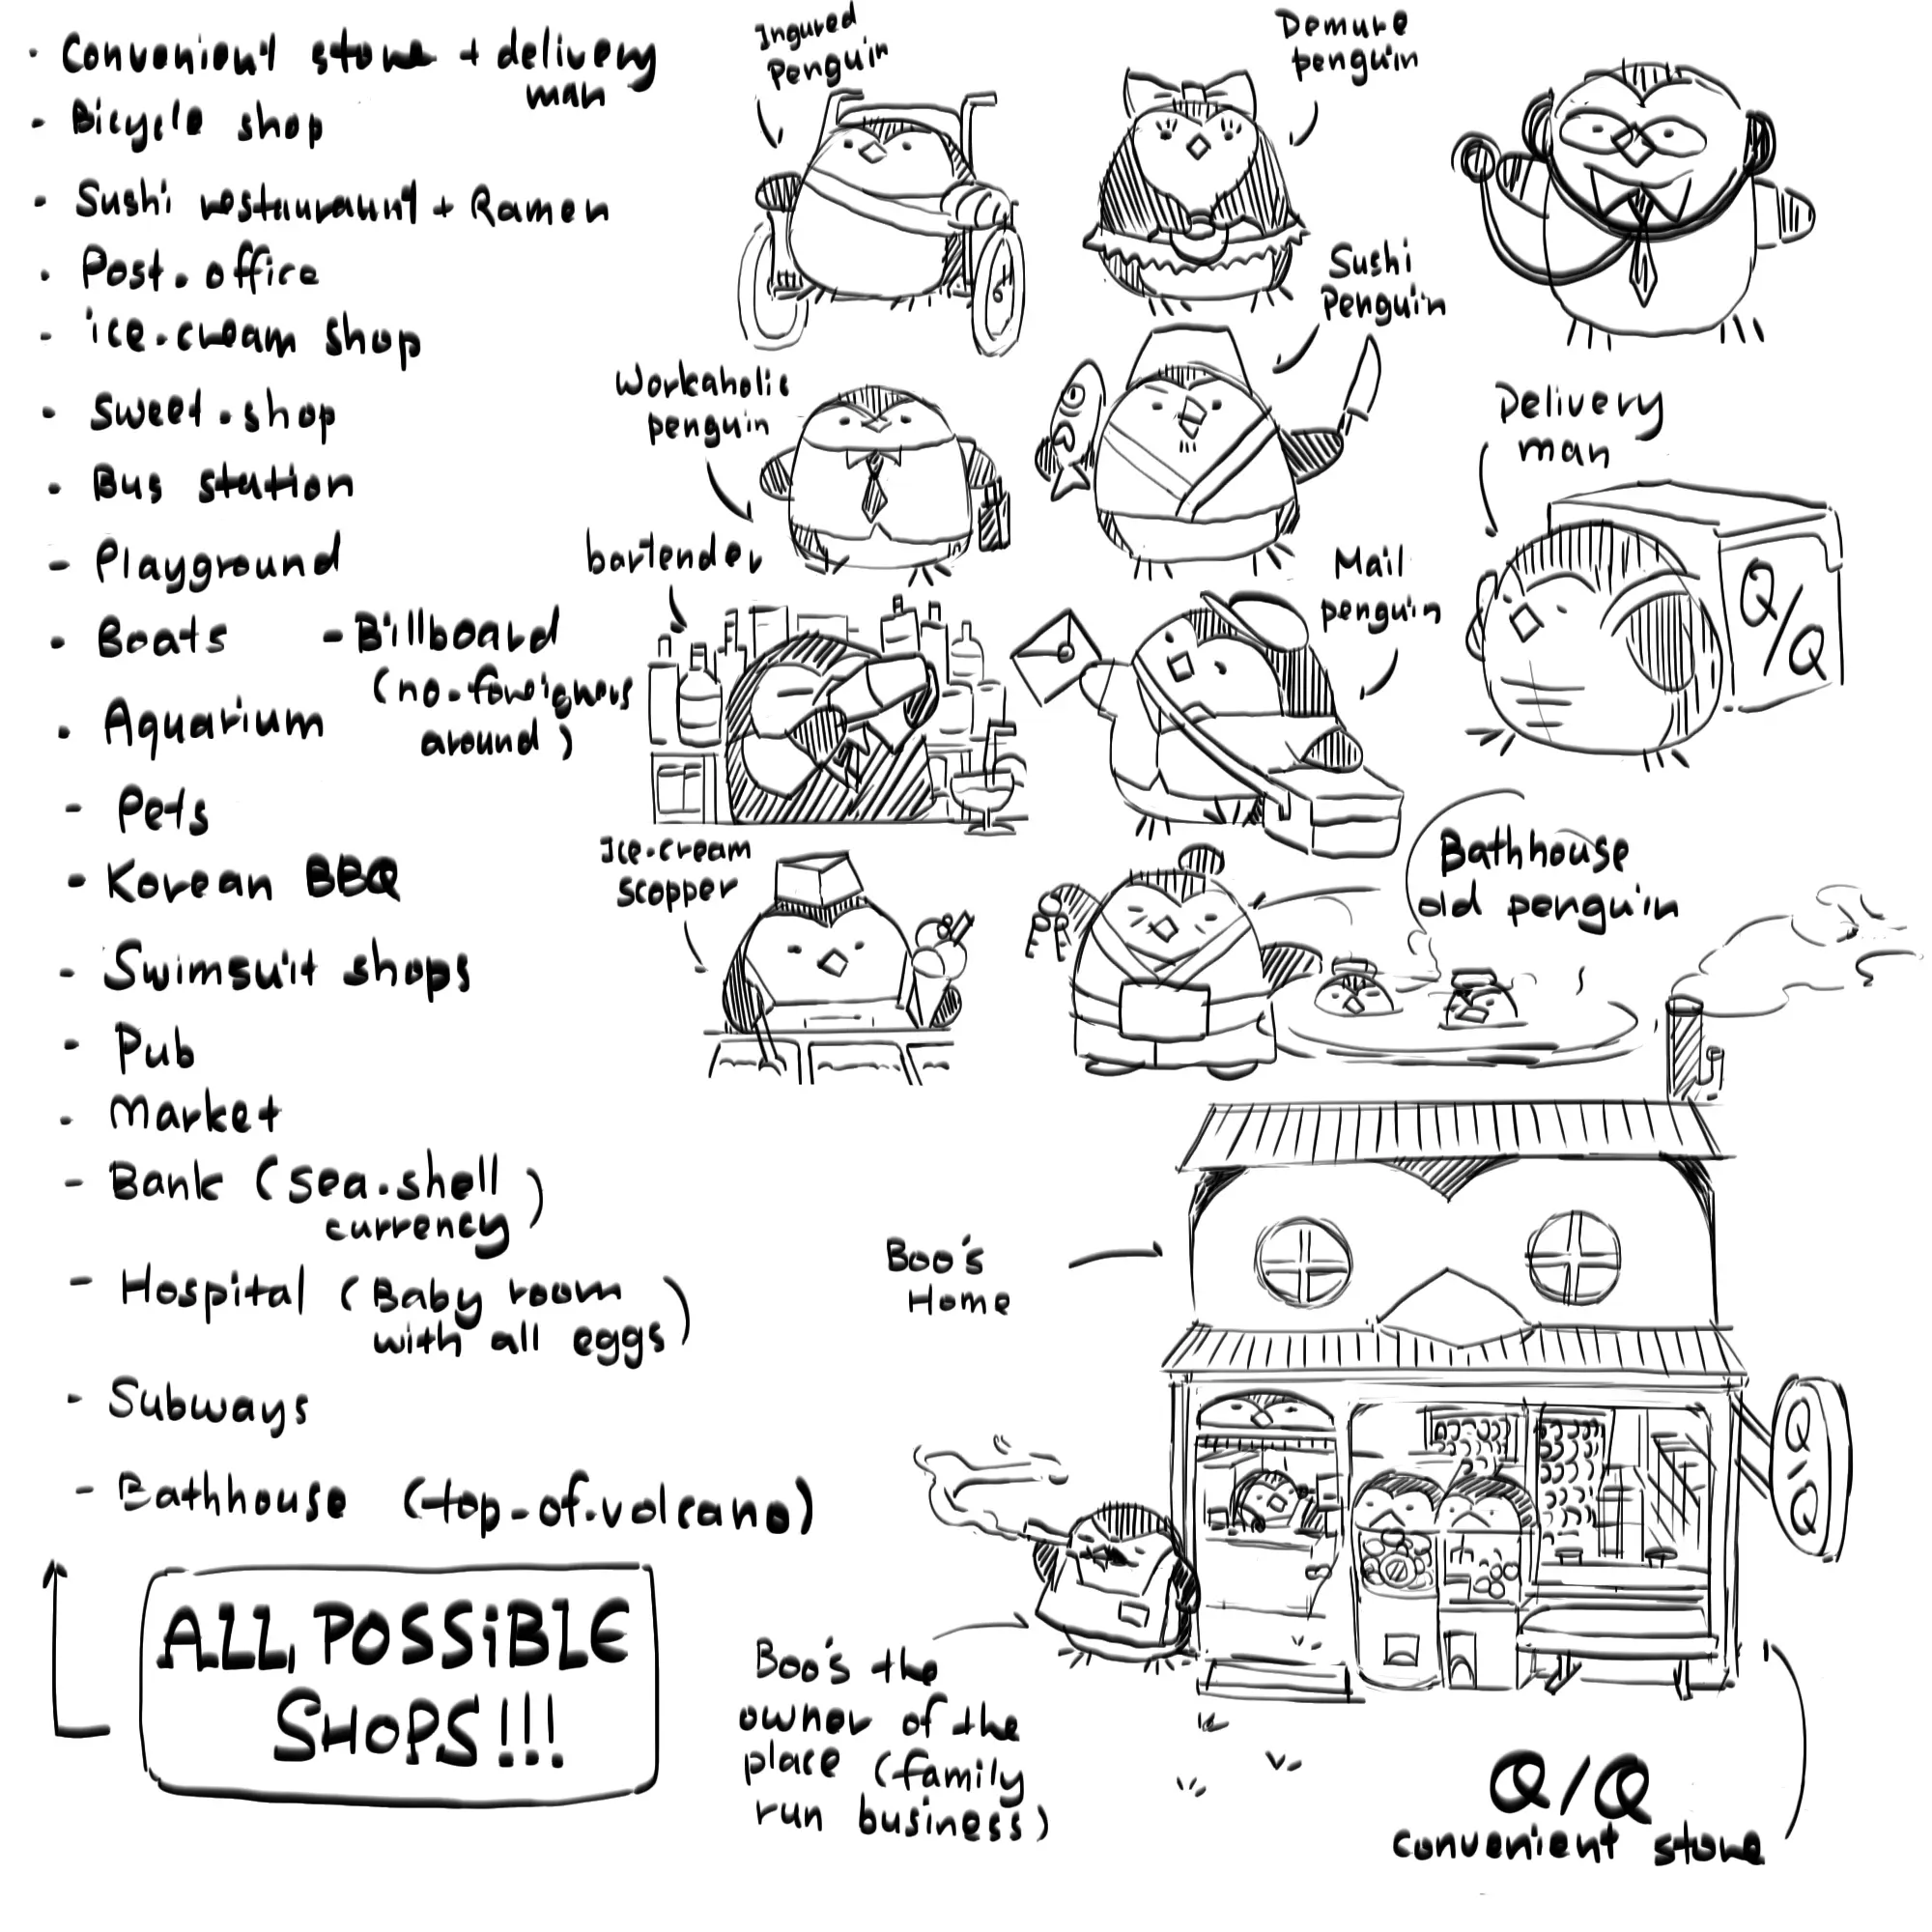 · Convenient store + delivery
man
- Bicycle shop
· Sushi restauraunt + Ramen
· Post.office
- ice-cream shop
· Sweet.shop
· Bus station
- Playground
· Boats
- Billboard
(no-foreigners
around)
· Aquarium
- Pets
- Korean BBQ
- Swimsuit shops
- Pub
- Market
- Bank (sea-shell
currency)
- Hospital (Baby room
with all eggs)
- Subways
- Bathhouse (top-of-volcano)
ALL POSSiBLE
SHOPS!!!
Ingured
Penguin
Demure
penguin
Workaholic
penguin
Sushi
Penguin
Delivery
man
Q/Q
bartender
Mail
penguin
Ice-cream
scopper
Bathhouse
old penguin
Boo's
Home
Q/Q
Boo's the
owner of the
place (family
run business)
Q/Q
convenient store